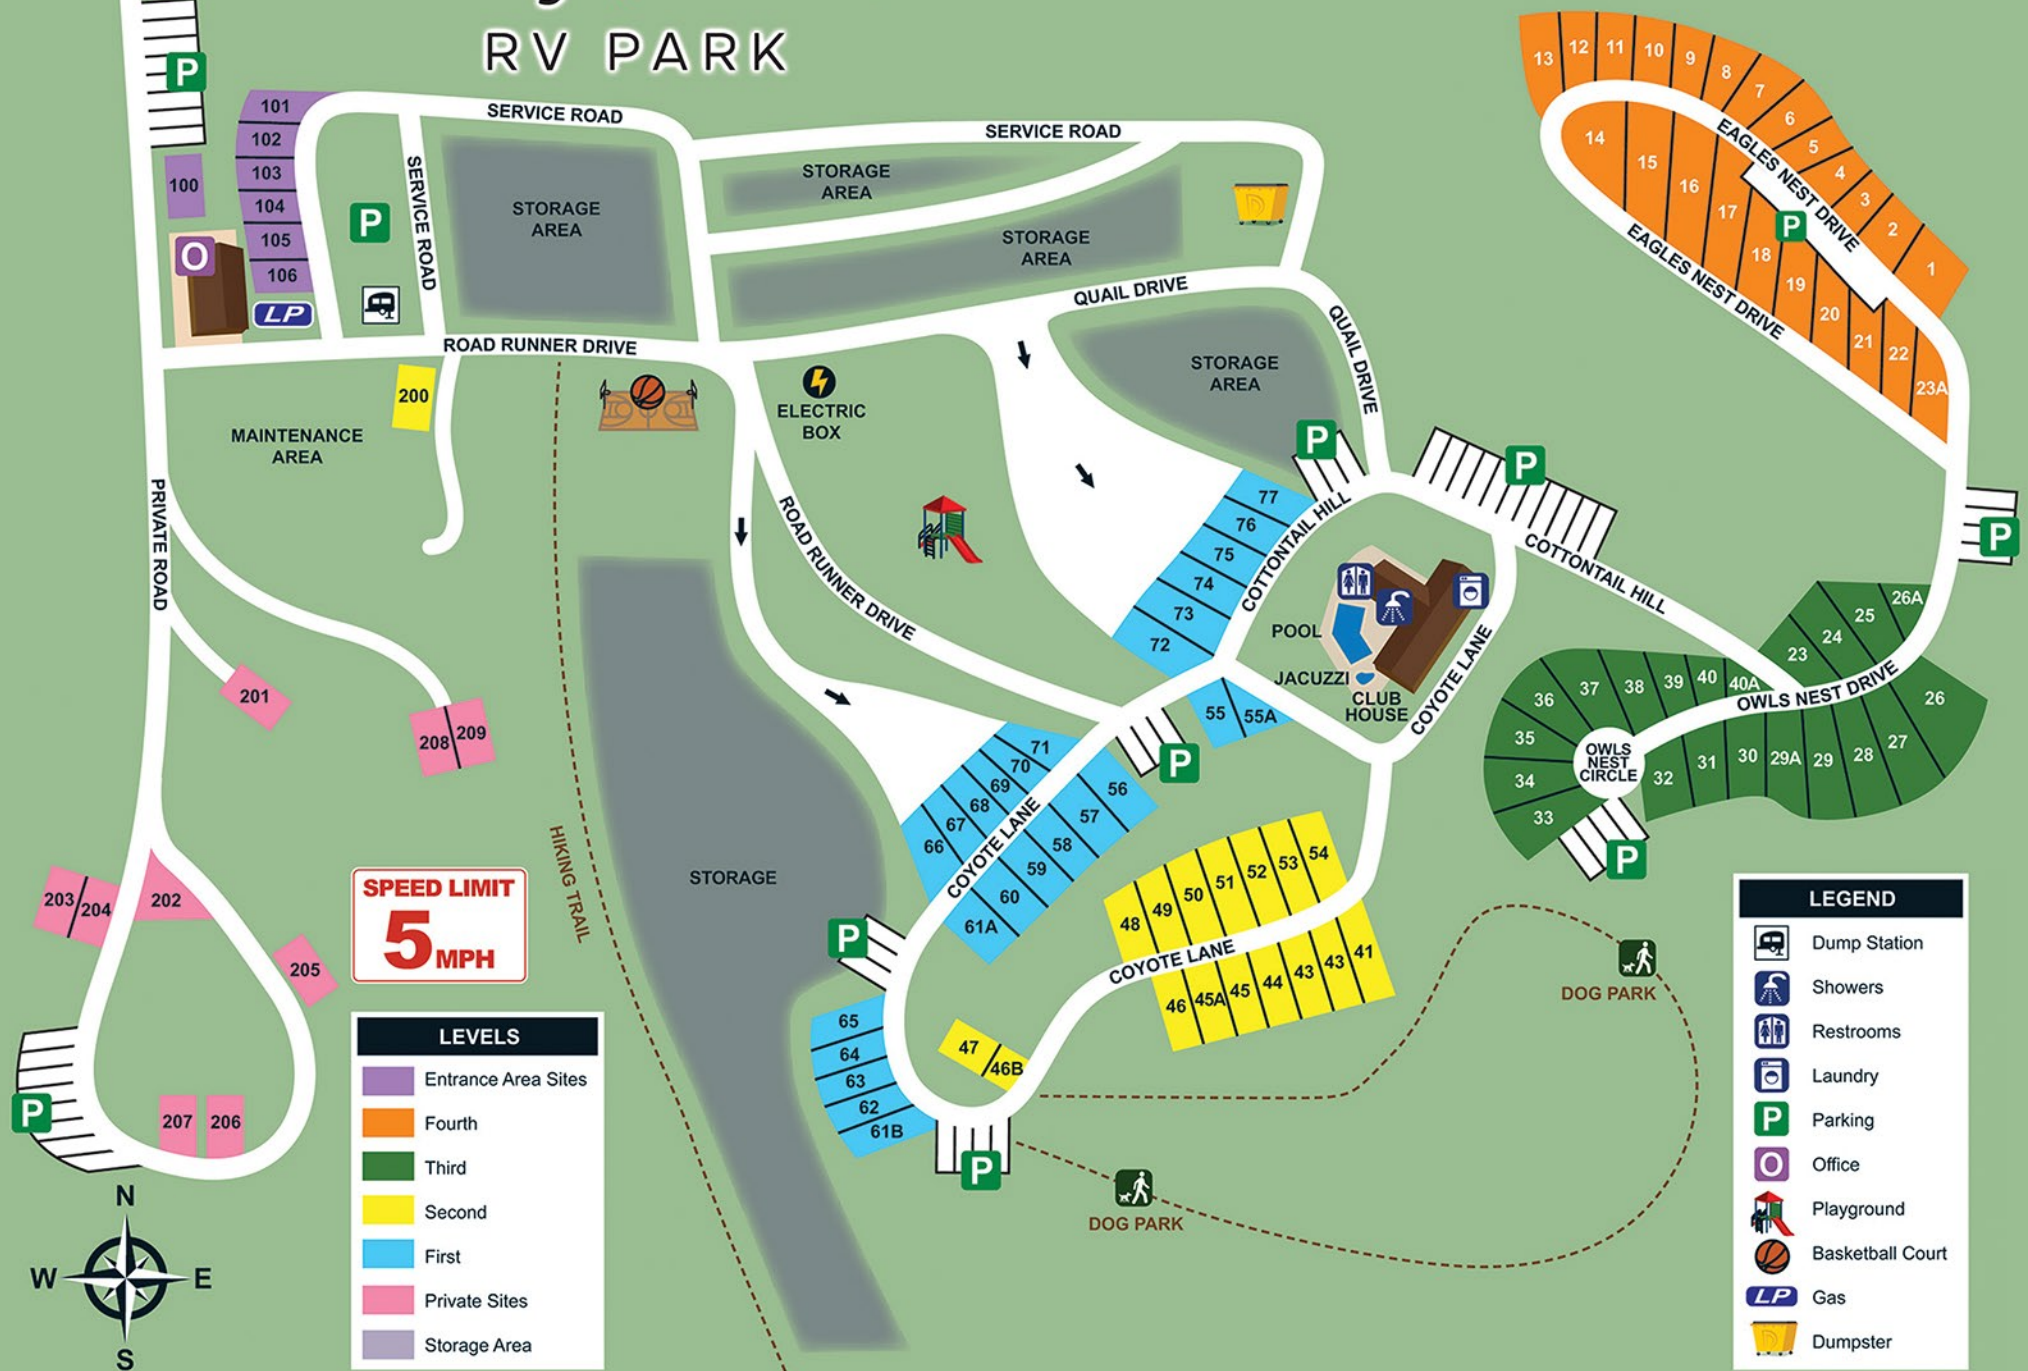 RV PARK
P
101
102
103
104
105
106
100
O
LP
P
SERVICE ROAD
SERVICE ROAD
SERVICE ROAD
STORAGE
AREA
STORAGE
AREA
STORAGE
AREA
D
QUAIL DRIVE
QUAIL DRIVE
STORAGE
AREA
ROAD RUNNER DRIVE
200
MAINTENANCE
AREA
ELECTRIC
BOX
PRIVATE ROAD
ROAD RUNNER DRIVE
13
12
11
10
9
8
7
6
5
4
3
2
1
14
15
16
17
18
19
20
21
22
23A
EAGLES NEST DRIVE
P
EAGLES NEST DRIVE
P
P
P
77
76
75
74
73
72
COTTONTAIL HILL
COTTONTAIL HILL
POOL
JACUZZI
CLUB
HOUSE
COYOTE LANE
55
55A
P
26A
25
24
23
26
27
28
29
29A
30
31
32
OWLS NEST DRIVE
40A
40
39
38
37
36
35
34
33
OWLS
NEST
CIRCLE
P
201
208
209
71
70
69
68
67
66
56
57
58
59
60
61A
COYOTE LANE
STORAGE
HIKING TRAIL
P
54
53
52
51
50
49
48
COYOTE LANE
41
43
43
44
45
45A
46
47
46B
65
64
63
62
61B
P
DOG PARK
DOG PARK
203
204
202
205
207
206
P
SPEED LIMIT
5 MPH
N
W
E
S
LEVELS
Entrance Area Sites
Fourth
Third
Second
First
Private Sites
Storage Area
LEGEND
Dump Station
Showers
Restrooms
Laundry
P Parking
O Office
Playground
Basketball Court
LP Gas
D Dumpster